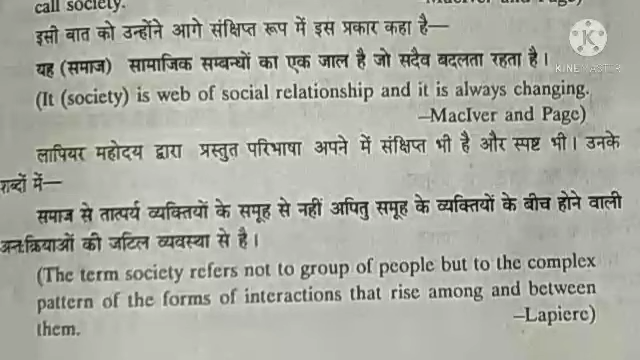 call society.
इसी बात को उन्होंने आगे संक्षिप्त रूप में इस प्रकार कहा है—
यह (समाज) सामाजिक सम्बन्धों का एक जाल है जो सदैव बदलता रहता है।
(It (society) is web of social relationship and it is always changing.
–MacIver and Page)
लापियर महोदय द्वारा प्रस्तुत परिभाषा अपने में संक्षिप्त भी है और स्पष्ट भी। उनके
शब्दों में—
समाज से तात्पर्य व्यक्तियों के समूह से नहीं अपितु समूह के व्यक्तियों के बीच होने वाली
अन्तःक्रियाओं की जटिल व्यवस्था से है।
(The term society refers not to group of people but to the complex
pattern of the forms of interactions that rise among and between
them.
–Lapiere)
KINEMASTER